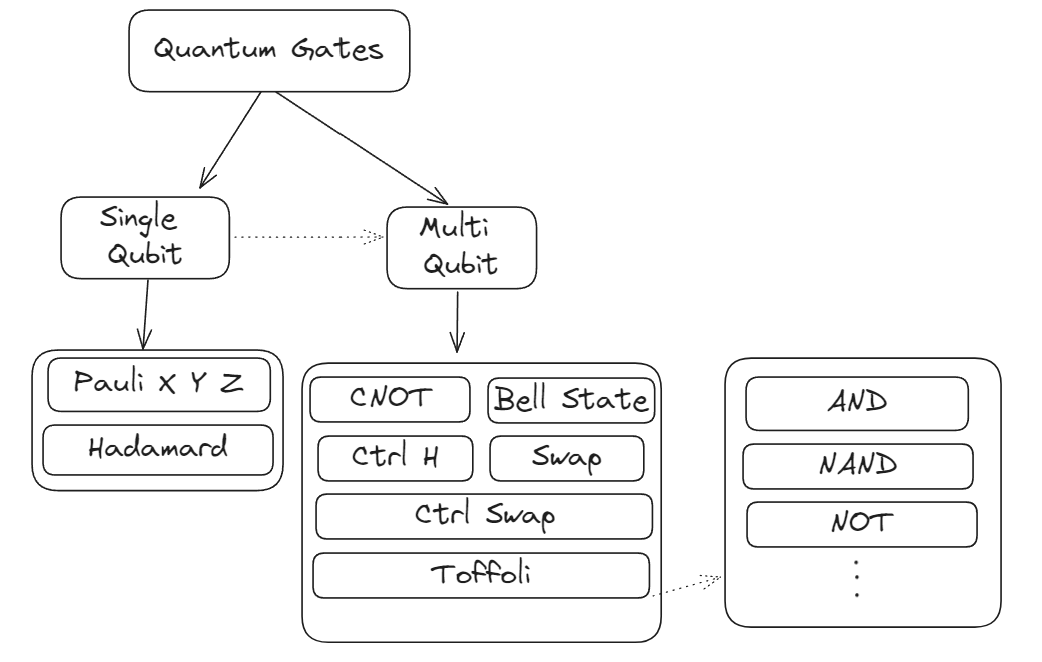 Quantum Gates
Single
Qubit
Multi
Qubit
Pauli X Y Z
Hadamard
CNOT
Bell State
Ctrl H
Swap
Ctrl Swap
Toffoli
AND
NAND
NOT